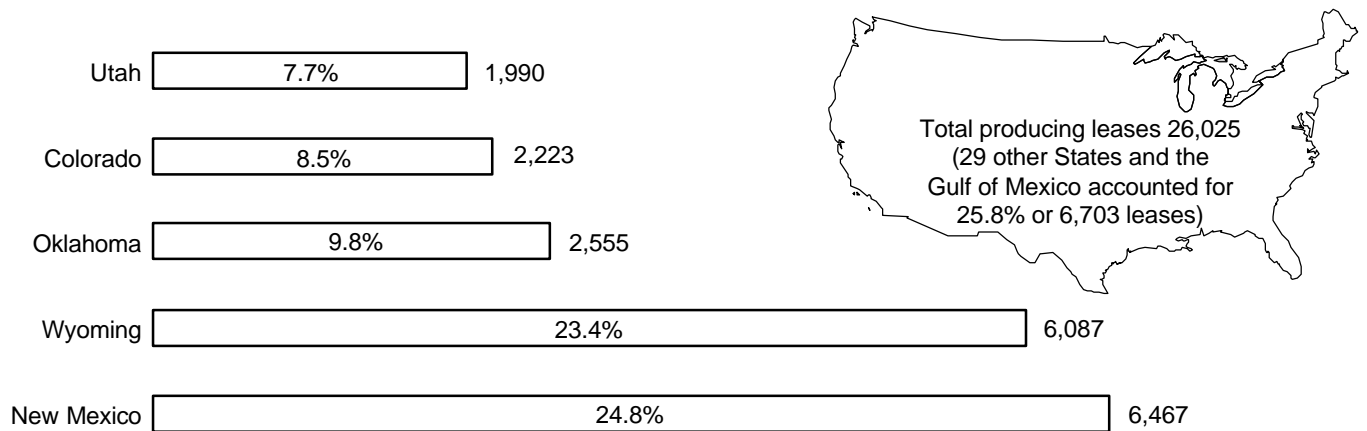 Utah 7.7% 1,990
Colorado 8.5% 2,223
Oklahoma 9.8% 2,555
Wyoming 23.4% 6,087
New Mexico 24.8% 6,467
Total producing leases 26,025
(29 other States and the
Gulf of Mexico accounted for
25.8% or 6,703 leases)